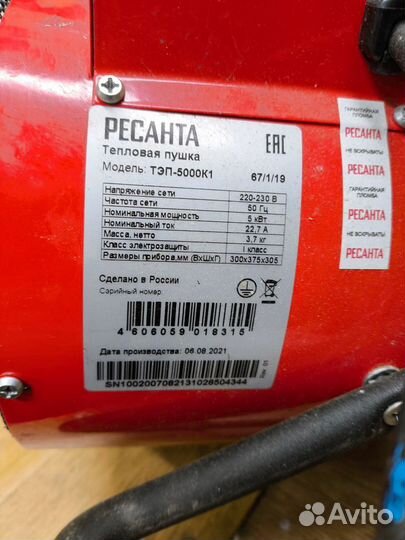 РЕСАНТА
Тепловая пушка
Модель: ТЭП-5000К1
67/1/19
Напряжение сети 220-230 В
Частота сети 50 Гц
Номинальная мощность 5 кВт
Номинальный ток 22,7 А
Масса, нетто 3,7 кг
Класс электрозащиты I класс
Размеры прибора,мм (ВхШхГ) 300х375х305
Сделано в России
Серийный номер:
4 606059 018315
Дата производства: 06.08.2021
SN1002007082131026504344
Rev. 01
ЕАС
ГАРАНТИЙНАЯ
ПЛОМБА
РЕСАНТА
НЕ ВСКРЫВАТЬ!
ГАРАНТИЙНАЯ
ПЛОМБА
РЕСАНТА
НЕ ВСКРЫВАТЬ!
РЕСАНТА
Avito